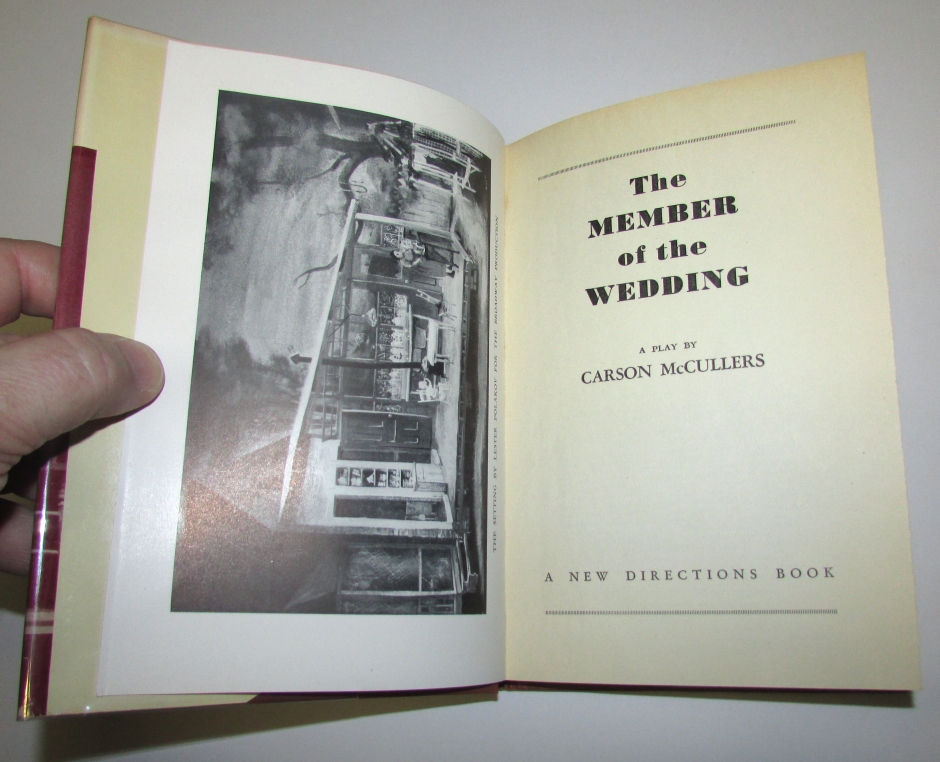 THE SETTING BY LESTER POLAKOV FOR THE BROADWAY PRODUCTION
The
MEMBER
of the
WEDDING
A PLAY BY
CARSON McCULLERS
A NEW DIRECTIONS BOOK